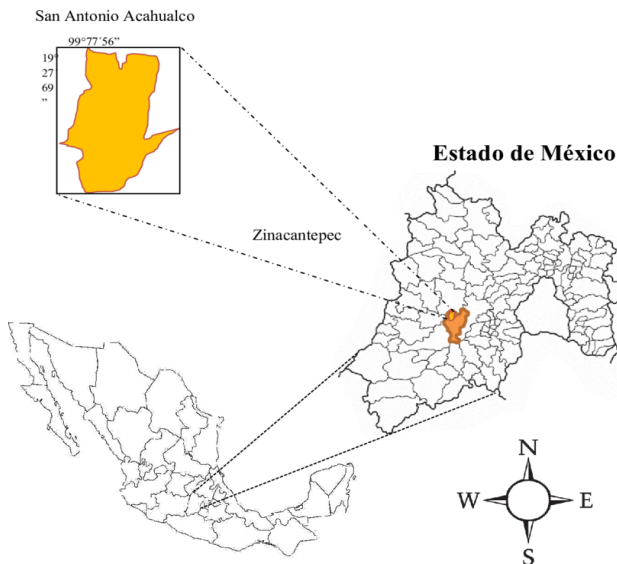 San Antonio Acahualco
99°77´56”
19°
27
69
”
Estado de México
Zinacantepec
N
W
E
S